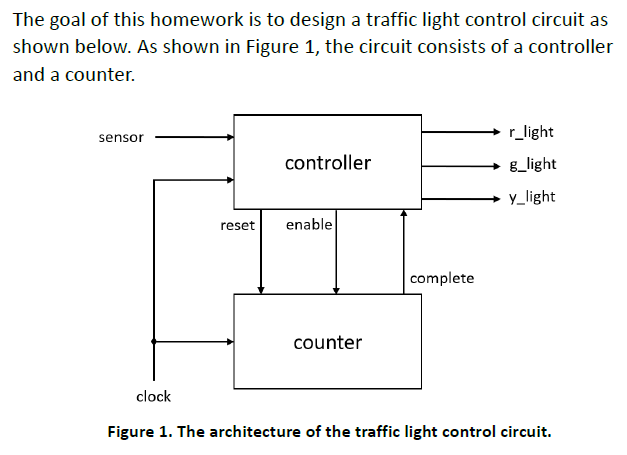 The goal of this homework is to design a traffic light control circuit as
shown below. As shown in Figure 1, the circuit consists of a controller
and a counter.
sensor
r_light
controller
g_light
y_light
reset
enable
complete
counter
clock
Figure 1. The architecture of the traffic light control circuit.